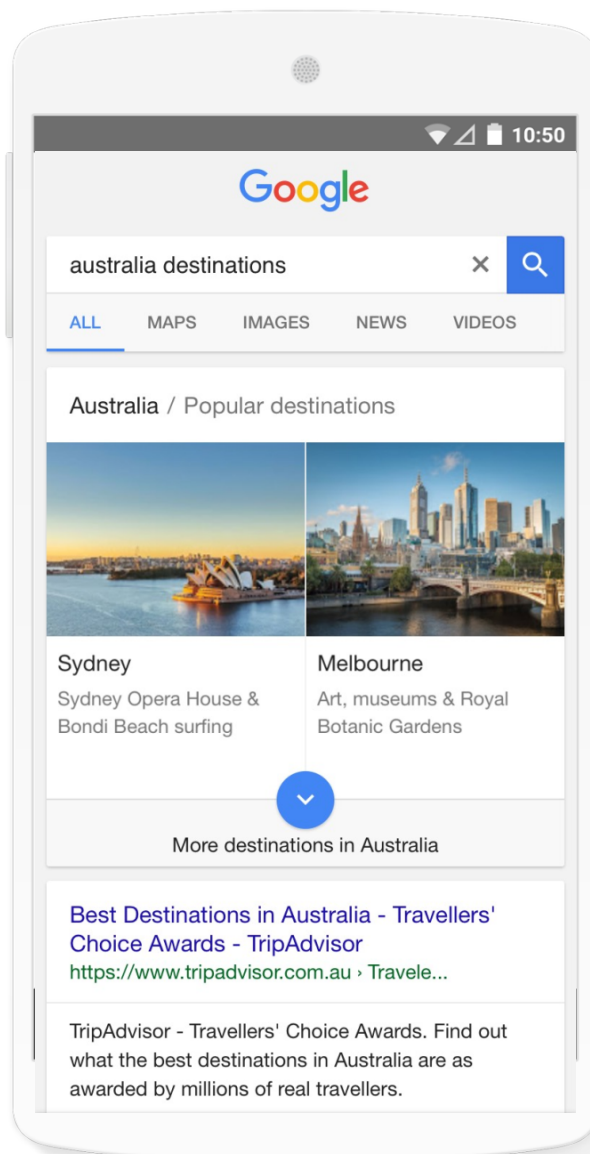 10:50
Google
australia destinations
ALL MAPS IMAGES NEWS VIDEOS
Australia / Popular destinations
Sydney
Sydney Opera House &
Bondi Beach surfing
Melbourne
Art, museums & Royal
Botanic Gardens
More destinations in Australia
Best Destinations in Australia - Travellers'
Choice Awards - TripAdvisor
https://www.tripadvisor.com.au › Travele...
TripAdvisor - Travellers' Choice Awards. Find out
what the best destinations in Australia are as
awarded by millions of real travellers.